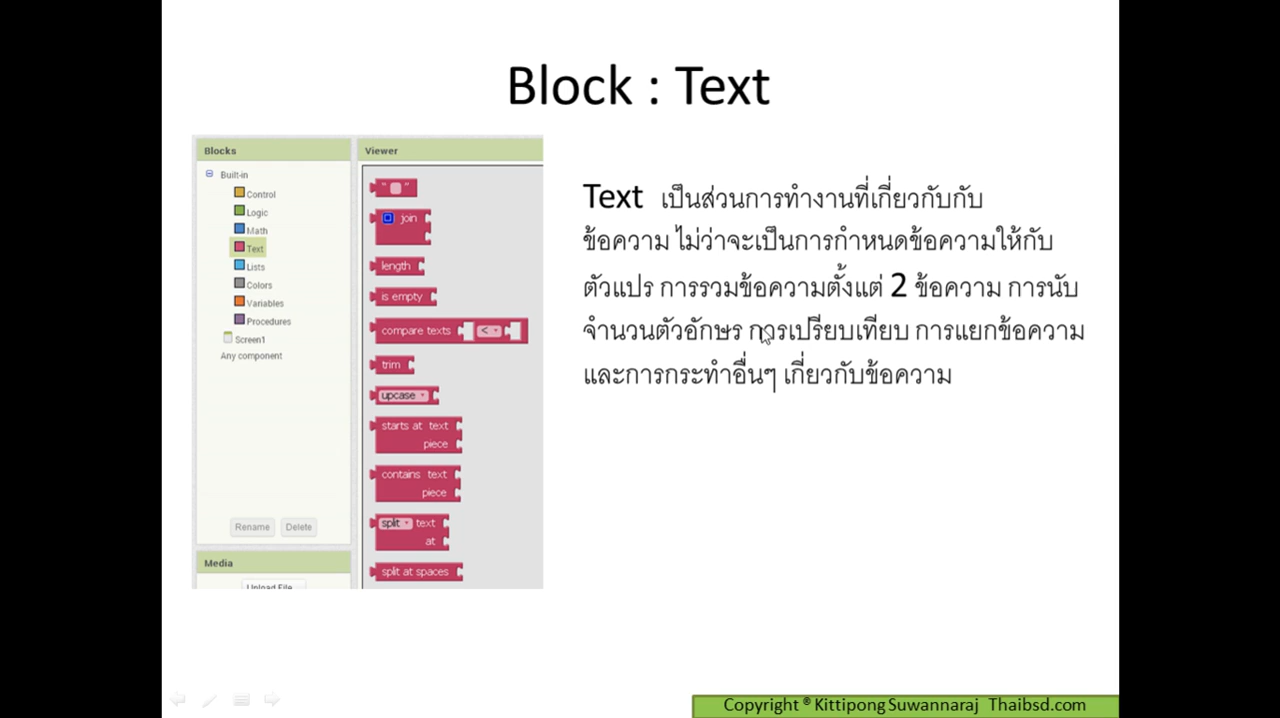 Block : Text
Blocks
Built-in
Control
Logic
Math
Text
Lists
Colors
Variables
Procedures
Screen1
Any component
Rename Delete
Media
Upload File
Viewer
" "
join
length
is empty
compare texts <
trim
upcase
starts at text
piece
contains text
piece
split text
at
split at spaces
Text เป็นส่วนการทำงานที่เกี่ยวกับกับ
ข้อความ ไม่ว่าจะเป็นการกำหนดข้อความให้กับ
ตัวแปร การรวมข้อความตั้งแต่ 2 ข้อความ การนับ
จำนวนตัวอักษร การเปรียบเทียบ การแยกข้อความ
และการกระทำอื่นๆ เกี่ยวกับข้อความ
Copyright ® Kittipong Suwannaraj Thaibsd.com